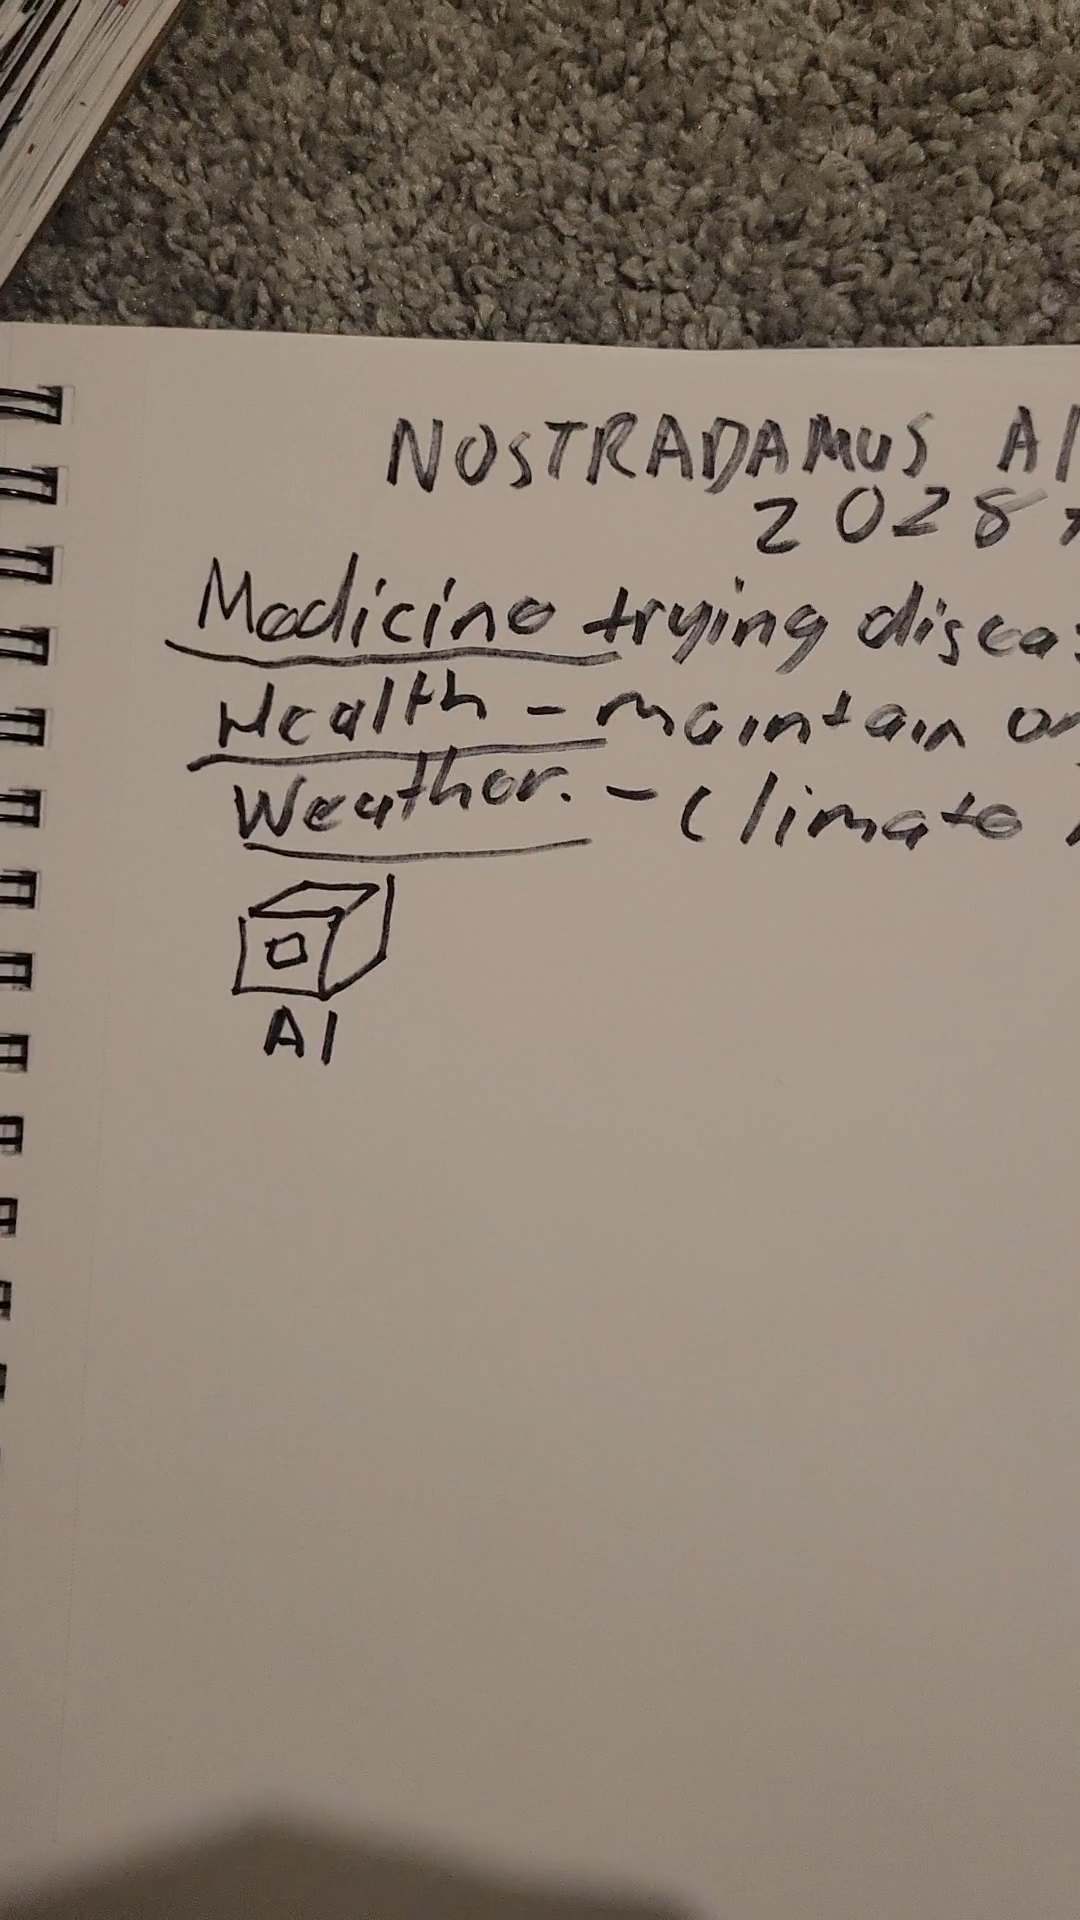 NOSTRADAMUS AI
2028
Medicine trying
Health - maintain
Weather. - Climate
AI